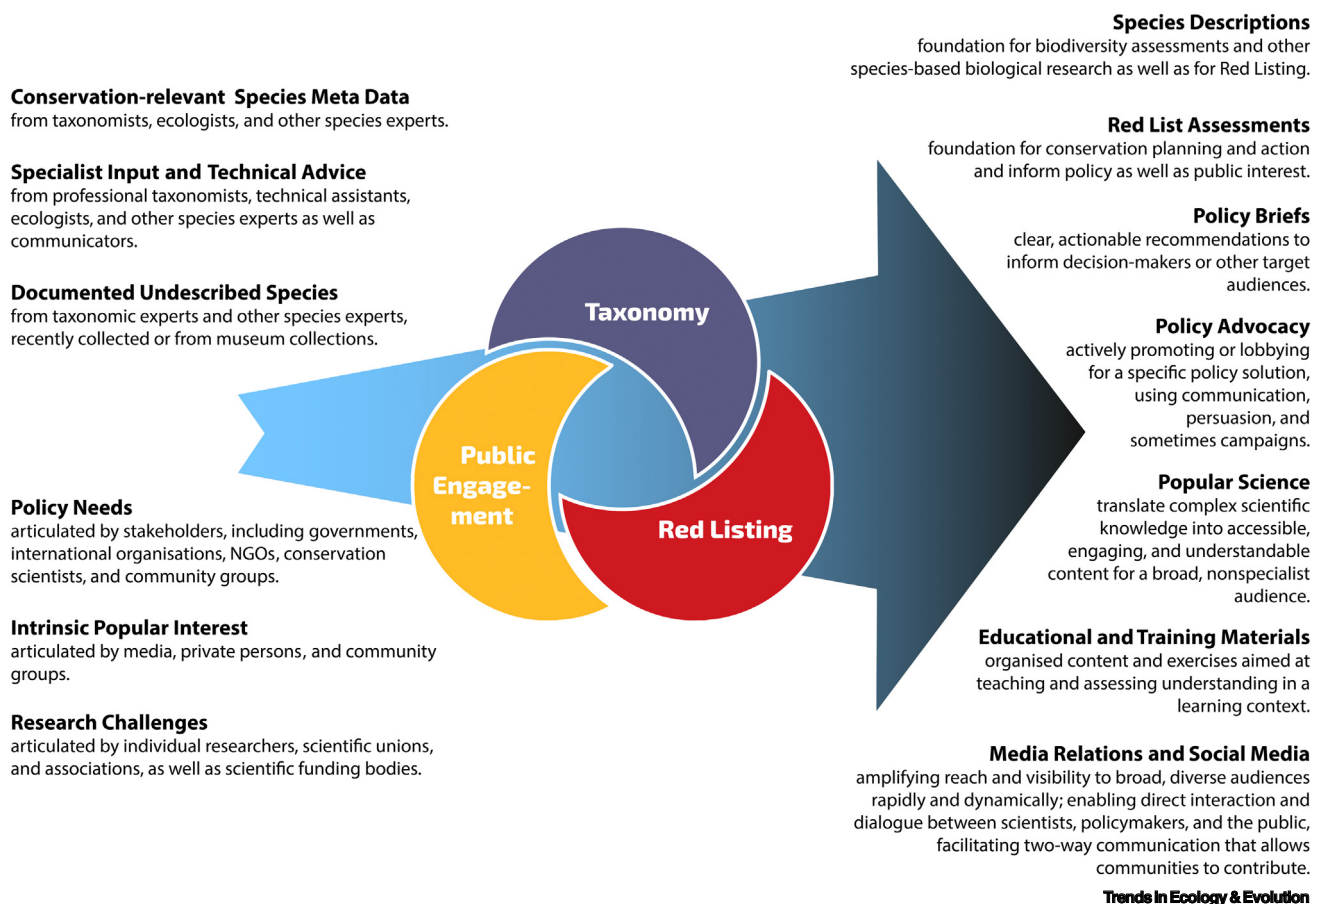 Conservation-relevant Species Meta Data
from taxonomists, ecologists, and other species experts.
Specialist Input and Technical Advice
from professional taxonomists, technical assistants,
ecologists, and other species experts as well as
communicators.
Documented Undescribed Species
from taxonomic experts and other species experts,
recently collected or from museum collections.
Policy Needs
articulated by stakeholders, including governments,
international organisations, NGOs, conservation
scientists, and community groups.
Intrinsic Popular Interest
articulated by media, private persons, and community
groups.
Research Challenges
articulated by individual researchers, scientific unions,
and associations, as well as scientific funding bodies.
Taxonomy
Public
Engage-
ment
Red Listing
Species Descriptions
foundation for biodiversity assessments and other
species-based biological research as well as for Red Listing.
Red List Assessments
foundation for conservation planning and action
and inform policy as well as public interest.
Policy Briefs
clear, actionable recommendations to
inform decision-makers or other target
audiences.
Policy Advocacy
actively promoting or lobbying
for a specific policy solution,
using communication,
persuasion, and
sometimes campaigns.
Popular Science
translate complex scientific
knowledge into accessible,
engaging, and understandable
content for a broad, nonspecialist
audience.
Educational and Training Materials
organised content and exercises aimed at
teaching and assessing understanding in a
learning context.
Media Relations and Social Media
amplifying reach and visibility to broad, diverse audiences
rapidly and dynamically; enabling direct interaction and
dialogue between scientists, policymakers, and the public,
facilitating two-way communication that allows
communities to contribute.
Trends in Ecology & Evolution